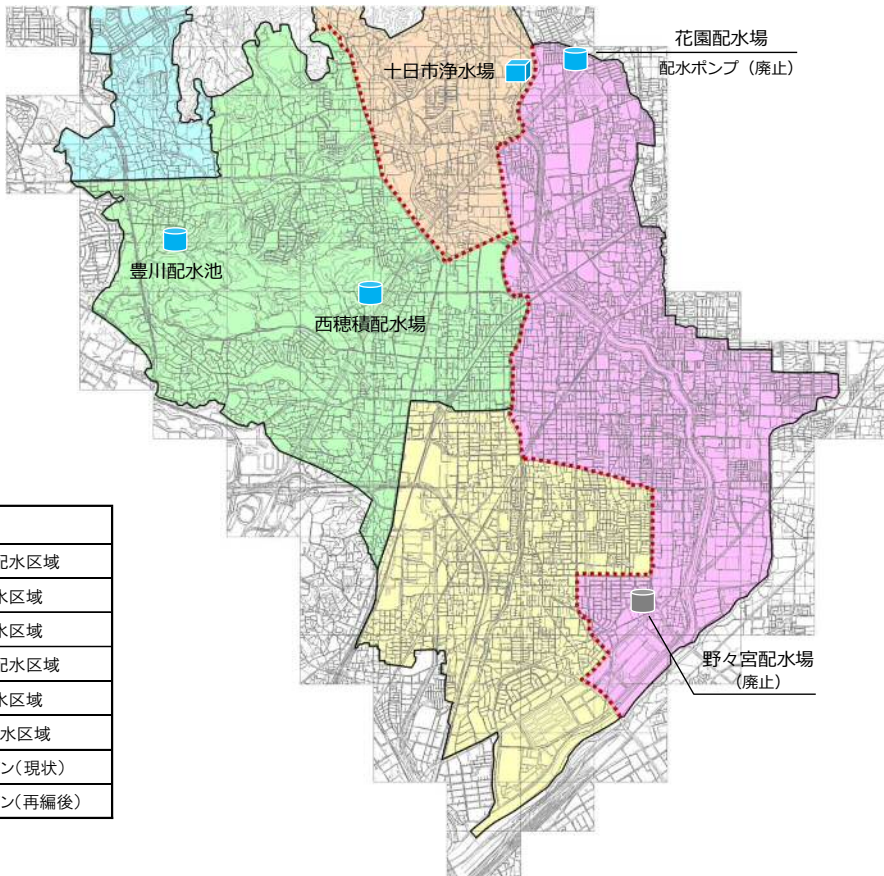 花園配水場
配水ポンプ（廃止）
十日市浄水場
豊川配水池
西穂積配水場
野々宮配水場
（廃止）
配水区域
水区域
水区域
配水区域
水区域
水区域
ン（現状）
ン（再編後）